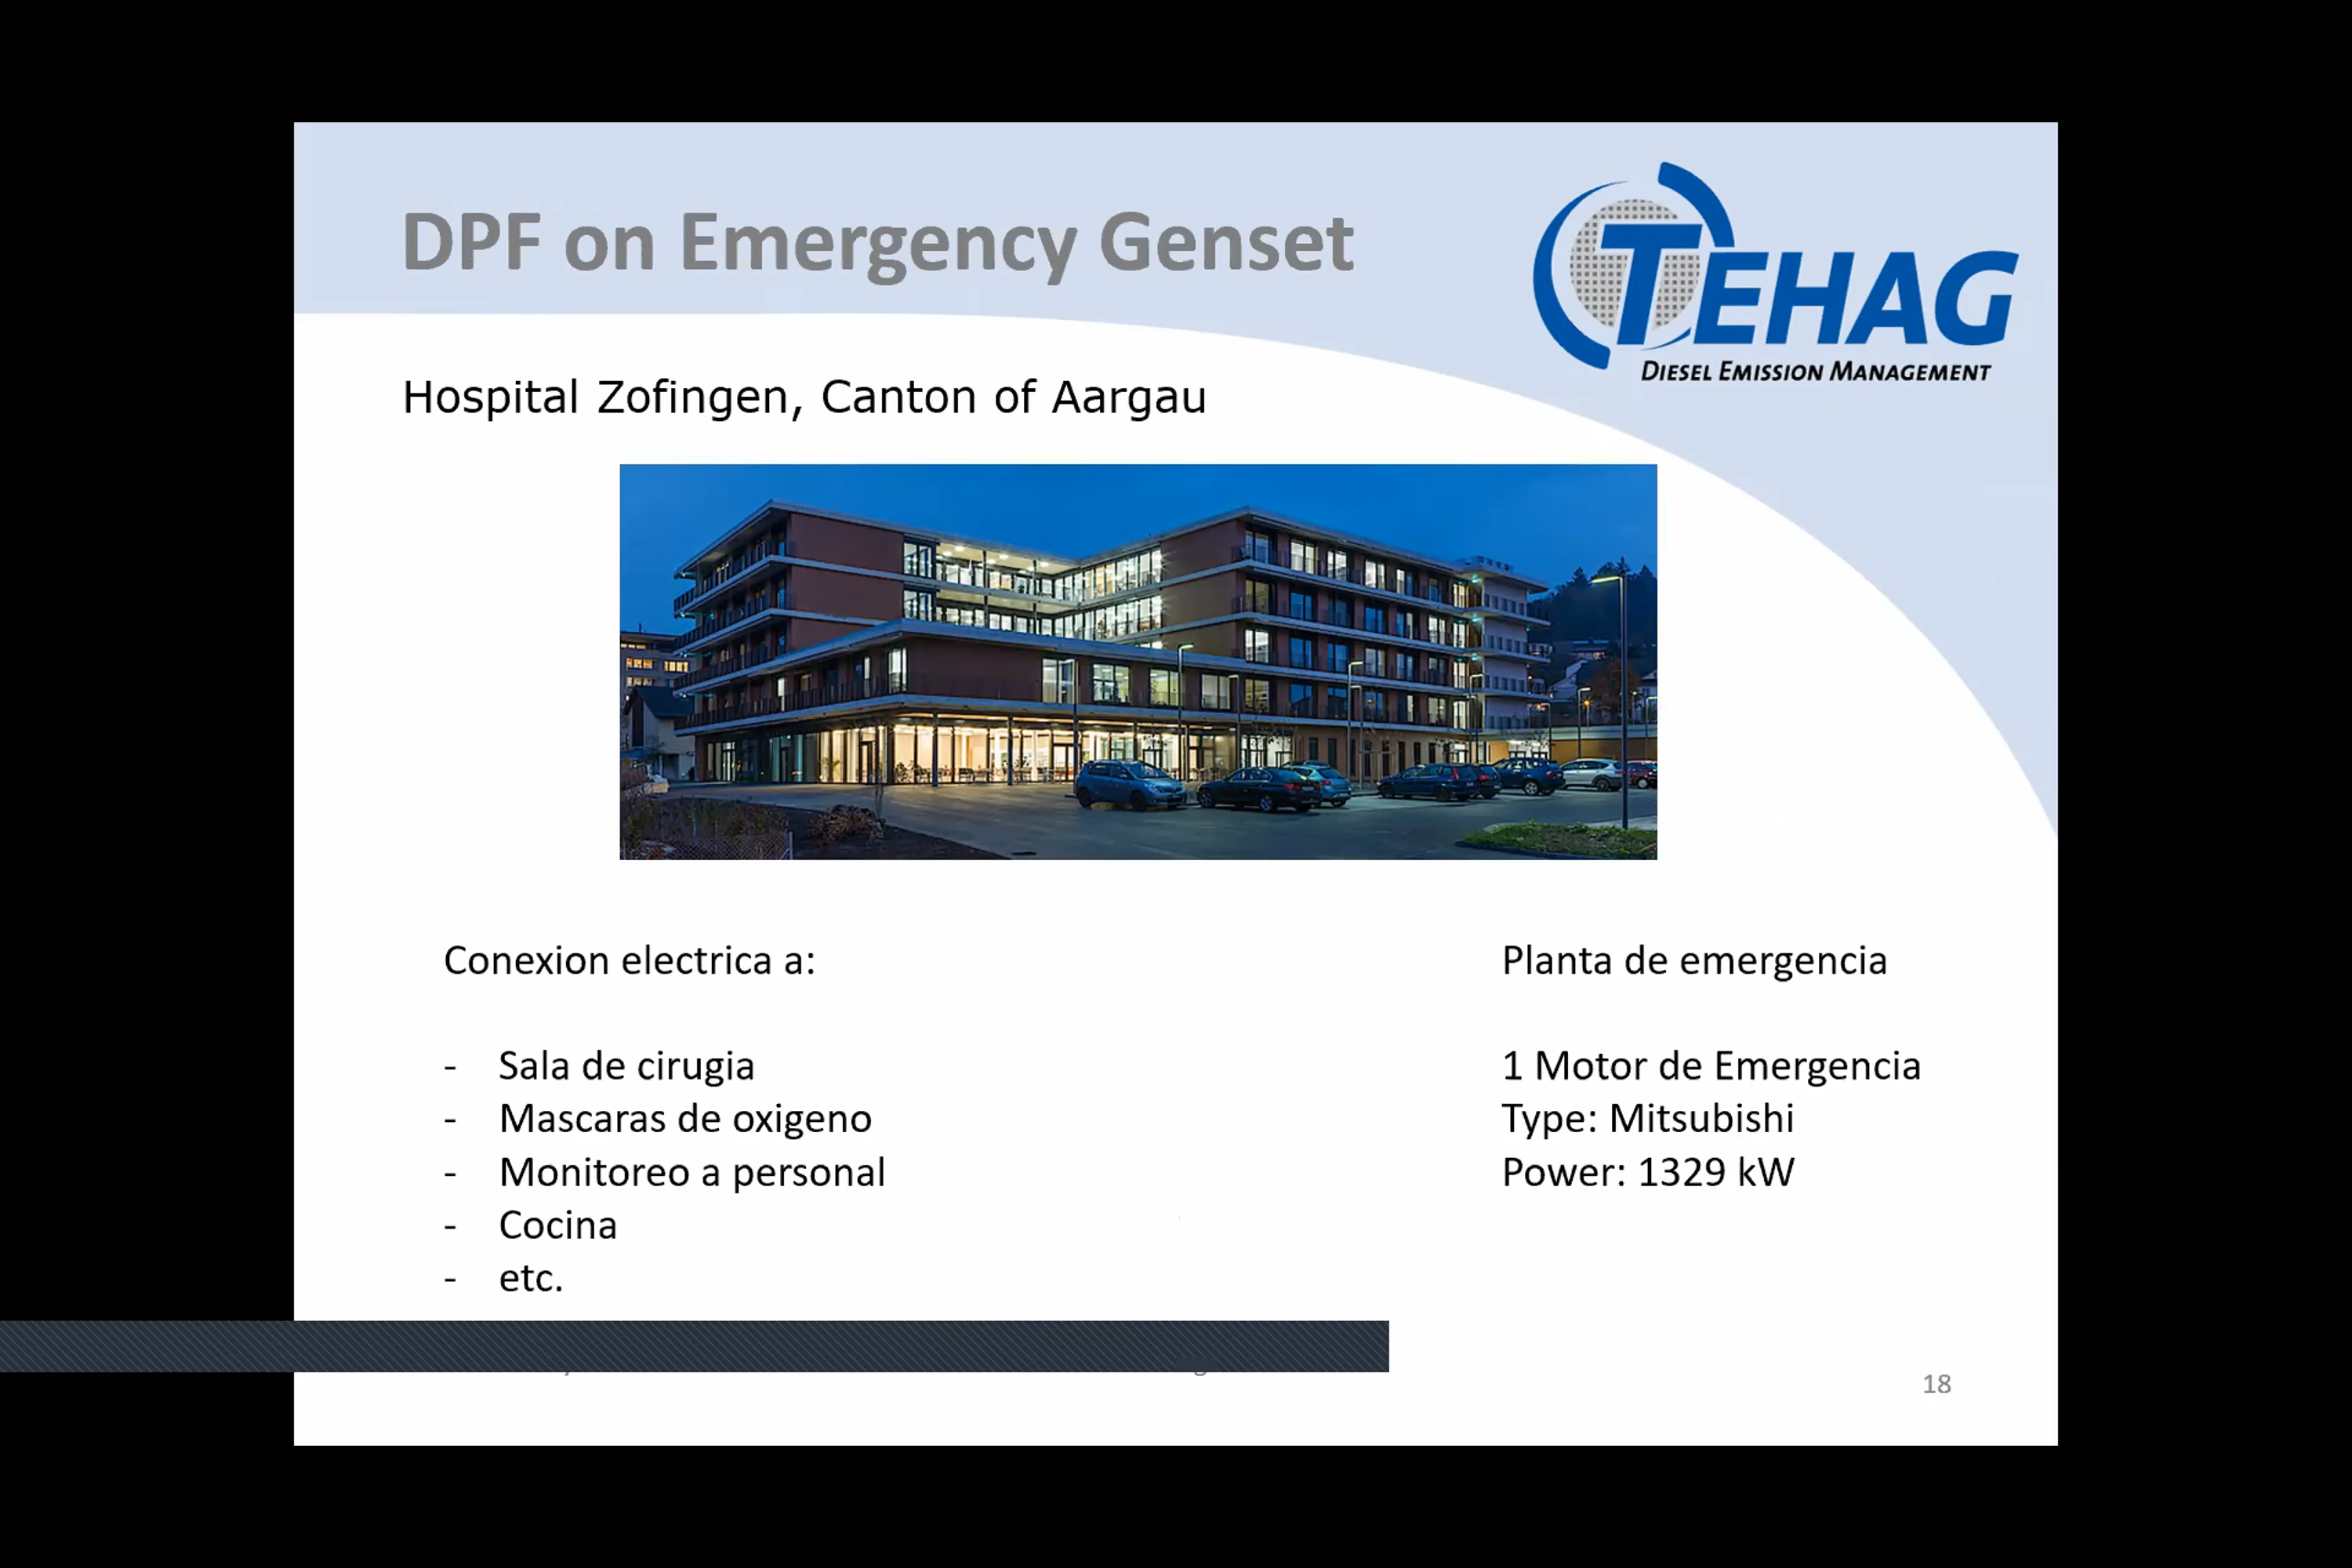 DPF on Emergency Genset
TEHAG
DIESEL EMISSION MANAGEMENT
Hospital Zofingen, Canton of Aargau
Conexion electrica a:
- Sala de cirugia
- Mascaras de oxigeno
- Monitoreo a personal
- Cocina
- etc.
Planta de emergencia
1 Motor de Emergencia
Type: Mitsubishi
Power: 1329 kW
18